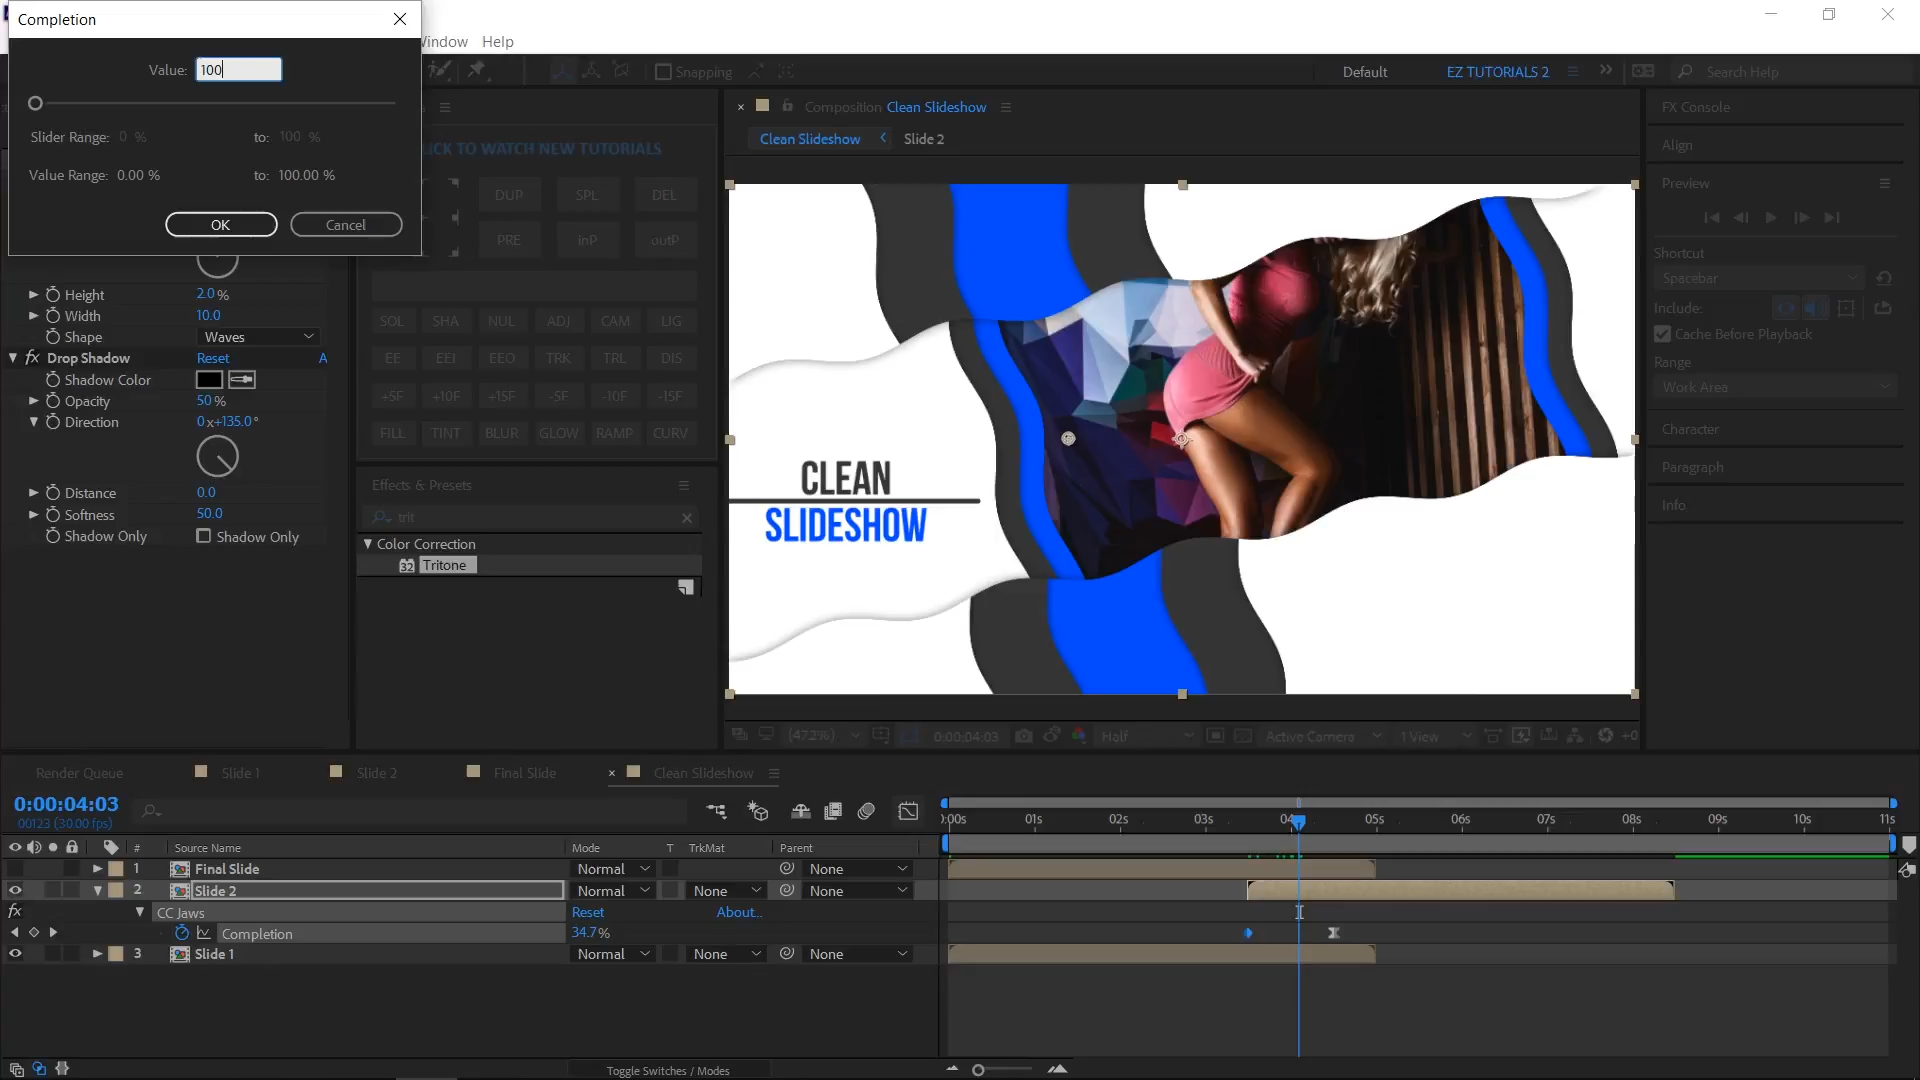 Completion
Window Help
Value: 100
Slider Range: 0 % to: 100 %
Value Range: 0.00 % to: 100.00 %
OK Cancel
Snapping
Default EZ TUTORIALS 2 Search Help
Height 2.0%
Width 10.0
Shape Waves
fx Drop Shadow Reset A
Shadow Color
Opacity 50%
Direction 0x+135.0°
Distance 0.0
Softness 50.0
Shadow Only Shadow Only
ICK TO WATCH NEW TUTORIALS
DUP SPL DEL
PRE inP outP
SOL SHA NUL ADJ CAM LIG
EE EEI EEO TRK TRL DIS
+5F +10F +15F -5F -10F -15F
FILL TINT BLUR GLOW RAMP CURV
Effects & Presets
trit
Color Correction
32 Tritone
Composition Clean Slideshow
Clean Slideshow Slide 2
CLEAN
SLIDESHOW
(47.2%) 0:00:04:03 Half Active Camera 1 View +0
FX Console
Align
Preview
Shortcut
Spacebar
Include:
Cache Before Playback
Range
Work Area
Character
Paragraph
Info
Render Queue Slide 1 Slide 2 Final Slide × Clean Slideshow
0:00:04:03
00123 (30.00 fps)
# Source Name Mode T TrkMat Parent
1 Final Slide Normal None
2 Slide 2 Normal None None
fx CC Jaws Reset About...
Completion 34.7%
3 Slide 1 Normal None None
):00s 01s 02s 03s 04 05s 06s 07s 08s 09s 10s 11s
Toggle Switches / Modes